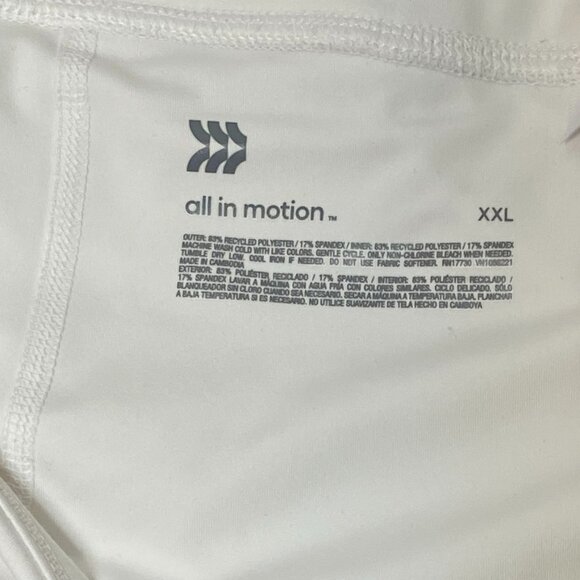 all in motion™ XXL
OUTER: 83% RECYCLED POLYESTER / 17% SPANDEX / INNER: 83% RECYCLED POLYESTER / 17% SPANDEX
MACHINE WASH COLD WITH LIKE COLORS. GENTLE CYCLE. ONLY NON-CHLORINE BLEACH WHEN NEEDED.
TUMBLE DRY LOW. COOL IRON IF NEEDED. DO NOT USE FABRIC SOFTENER. RN17730 VN1086221
MADE IN CAMBODIA
EXTERIOR: 83% POLIÉSTER RECICLADO / 17% SPANDEX / INTERIOR: 83% POLIÉSTER RECICLADO /
17% SPANDEX LAVAR A MÁQUINA CON AGUA FRÍA CON COLORES SIMILARES. CICLO DELICADO. SÓLO
BLANQUEADOR SIN CLORO CUANDO SEA NECESARIO. SECAR A MÁQUINA A TEMPERATURA BAJA. PLANCHAR
A BAJA TEMPERATURA SI ES NECESARIO. NO UTILICE SUAVIZANTE DE TELA HECHO EN CAMBOYA